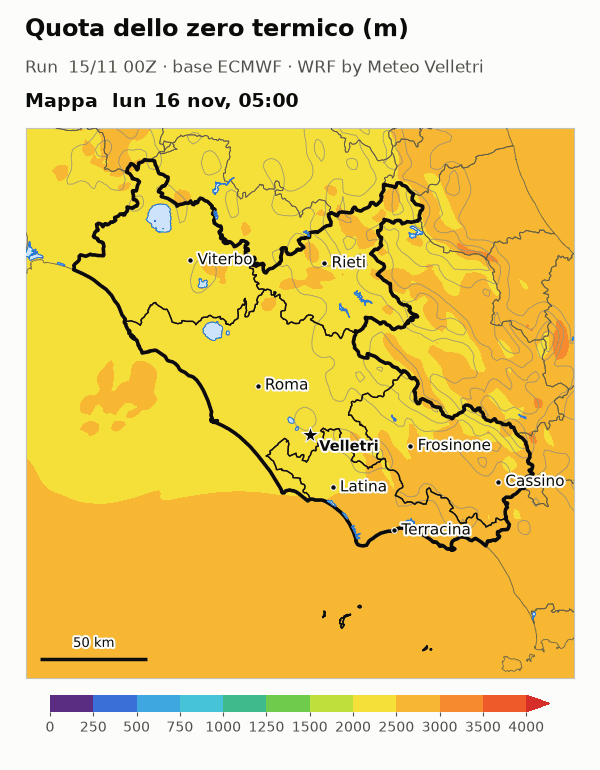 Quota dello zero termico (m)
Run  15/11 00Z · base ECMWF · WRF by Meteo Velletri
Mappa  lun 16 nov, 05:00
Viterbo
Rieti
Roma
Velletri
Frosinone
Cassino
Latina
Terracina
50 km
0 250 500 750 1000 1250 1500 2000 2500 3000 3500 4000